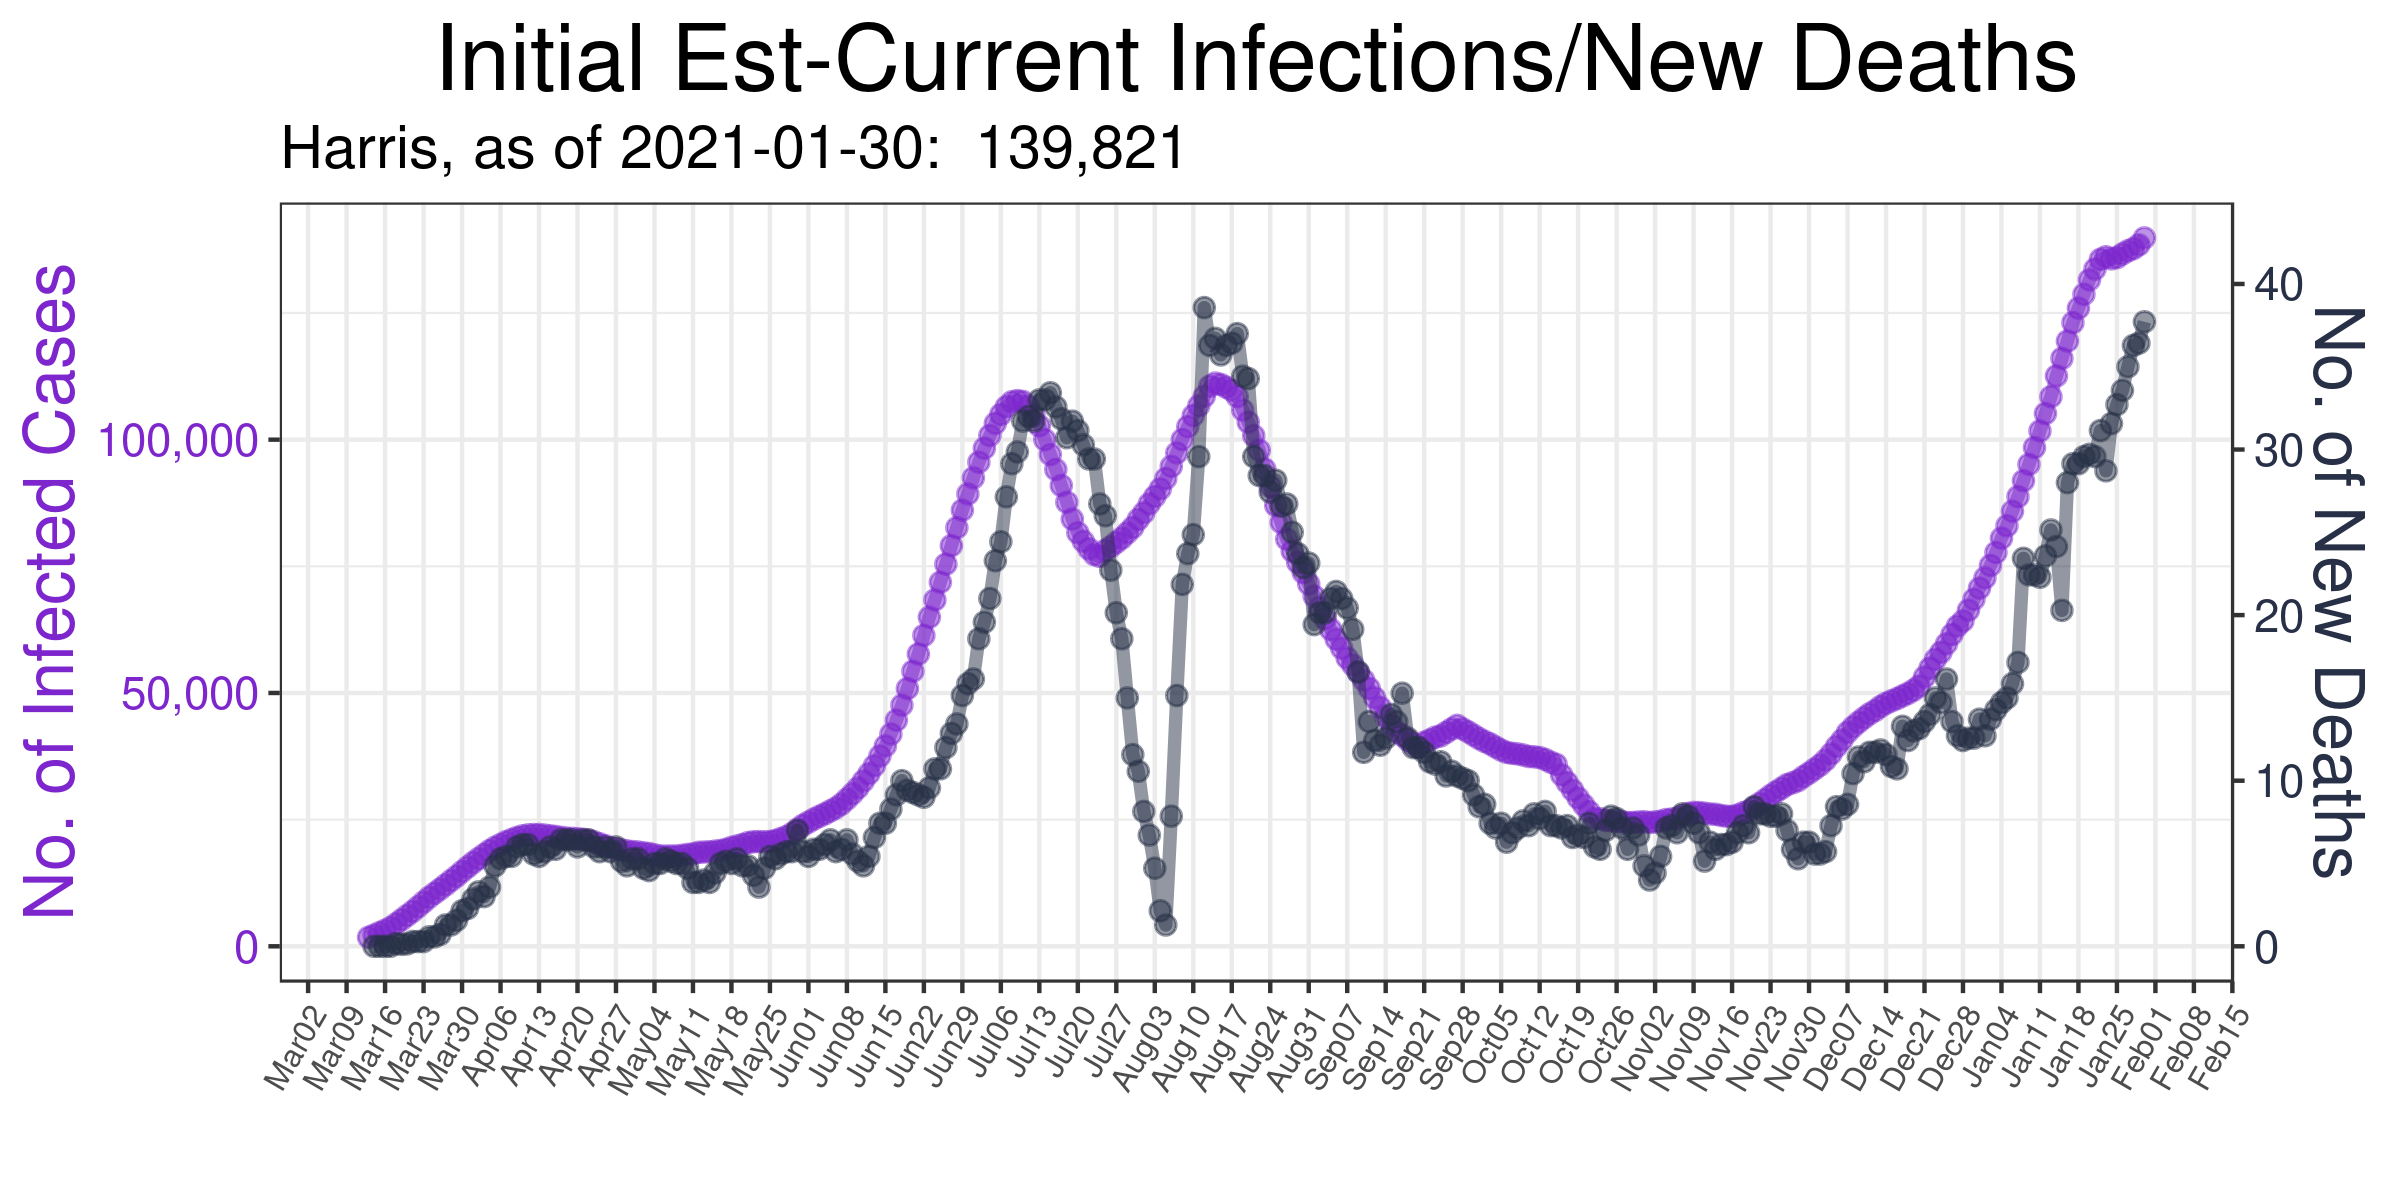 Initial Est-Current Infections/New Deaths
Harris, as of 2021-01-30:  139,821
No. of Infected Cases
100,000
50,000
0
40
30
20
10
0
No. of New Deaths
Mar02
Mar09
Mar16
Mar23
Mar30
Apr06
Apr13
Apr20
Apr27
May04
May11
May18
May25
Jun01
Jun08
Jun15
Jun22
Jun29
Jul06
Jul13
Jul20
Jul27
Aug03
Aug10
Aug17
Aug24
Aug31
Sep07
Sep14
Sep21
Sep28
Oct05
Oct12
Oct19
Oct26
Nov02
Nov09
Nov16
Nov23
Nov30
Dec07
Dec14
Dec21
Dec28
Dec04
Jan11
Jan18
Jan25
Feb01
Feb08
Feb15